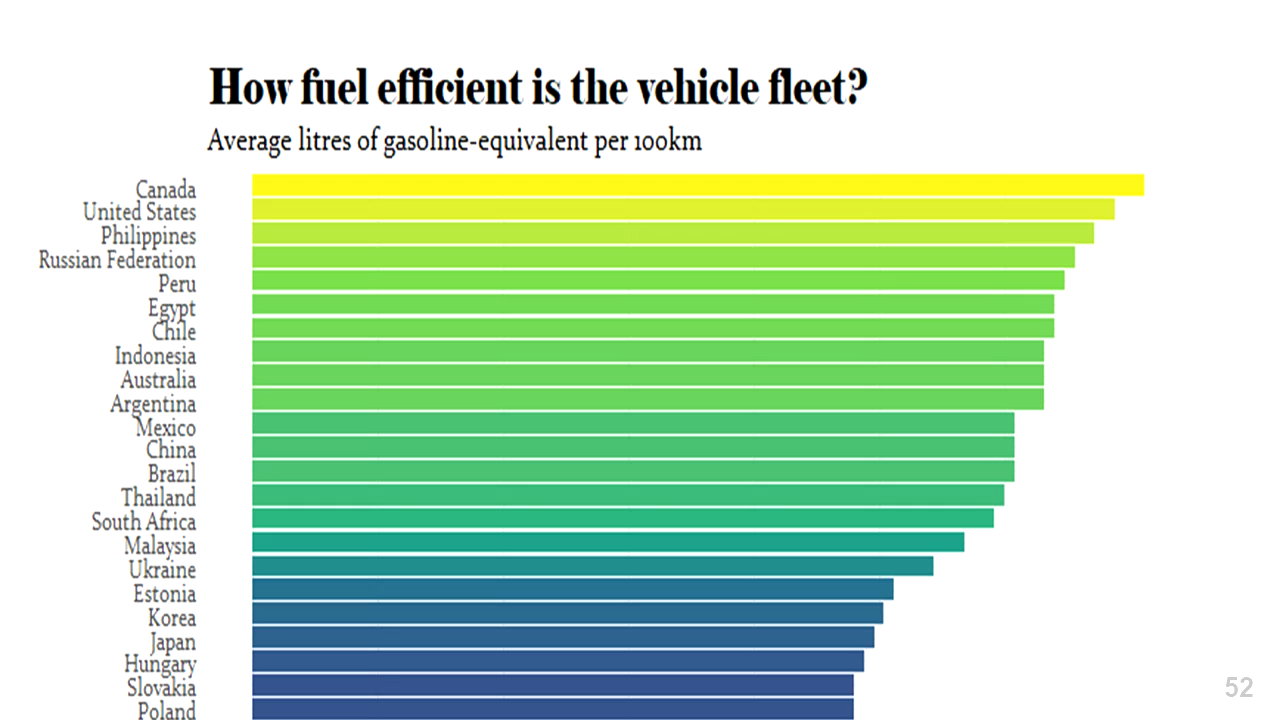 How fuel efficient is the vehicle fleet?
Average litres of gasoline-equivalent per 100km
Canada
United States
Philippines
Russian Federation
Peru
Egypt
Chile
Indonesia
Australia
Argentina
Mexico
China
Brazil
Thailand
South Africa
Malaysia
Ukraine
Estonia
Korea
Japan
Hungary
Slovakia
Poland
52